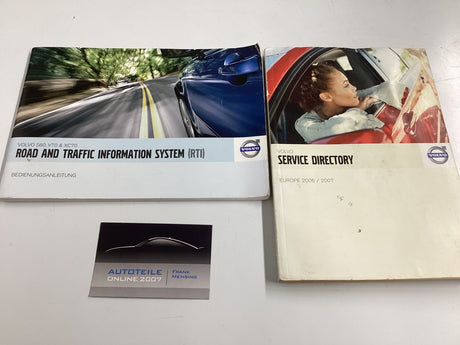 VOLVO S60, V70 & XC70
ROAD AND TRAFFIC INFORMATION SYSTEM (RTI)
VOLVO
BEDIENUNGSANLEITUNG
VOLVO
SERVICE DIRECTORY
VOLVO
EUROPE 2006 / 2007
AUTOTEILE
ONLINE 2007
FRANK
MENSING